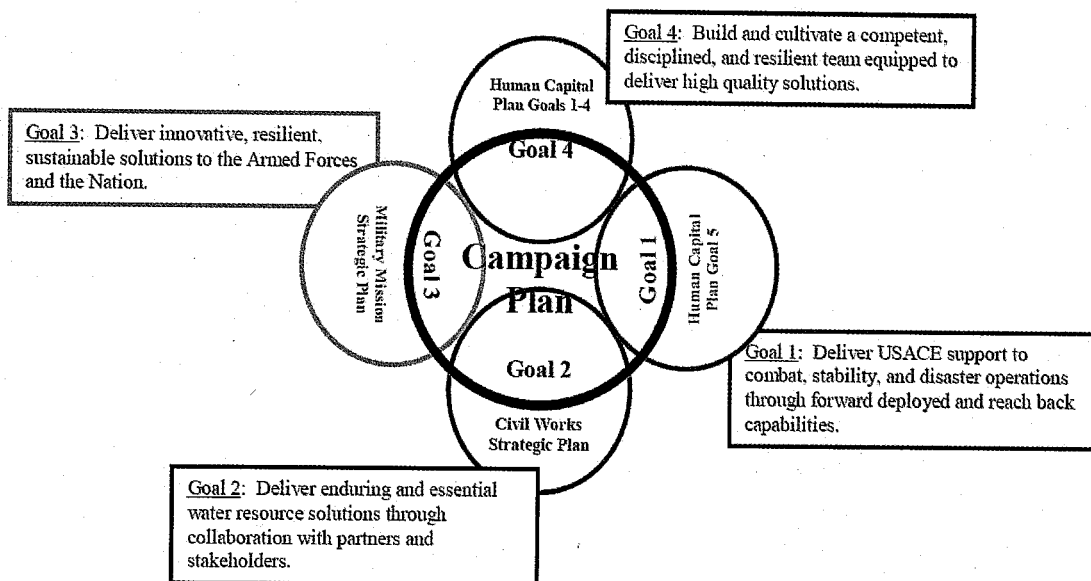 Goal 4: Build and cultivate a competent,
disciplined, and resilient team equipped to
deliver high quality solutions.
Human Capital
Plan Goals 1-4
Goal 4
Goal 3: Deliver innovative, resilient,
sustainable solutions to the Armed Forces
and the Nation.
Military Mission
Strategic Plan
Goal 3
Campaign
Plan
Goal 1
Human Capital
Plan Goal 5
Goal 2
Civil Works
Strategic Plan
Goal 1: Deliver USACE support to
combat, stability, and disaster operations
through forward deployed and reach back
capabilities.
Goal 2: Deliver enduring and essential
water resource solutions through
collaboration with partners and
stakeholders.